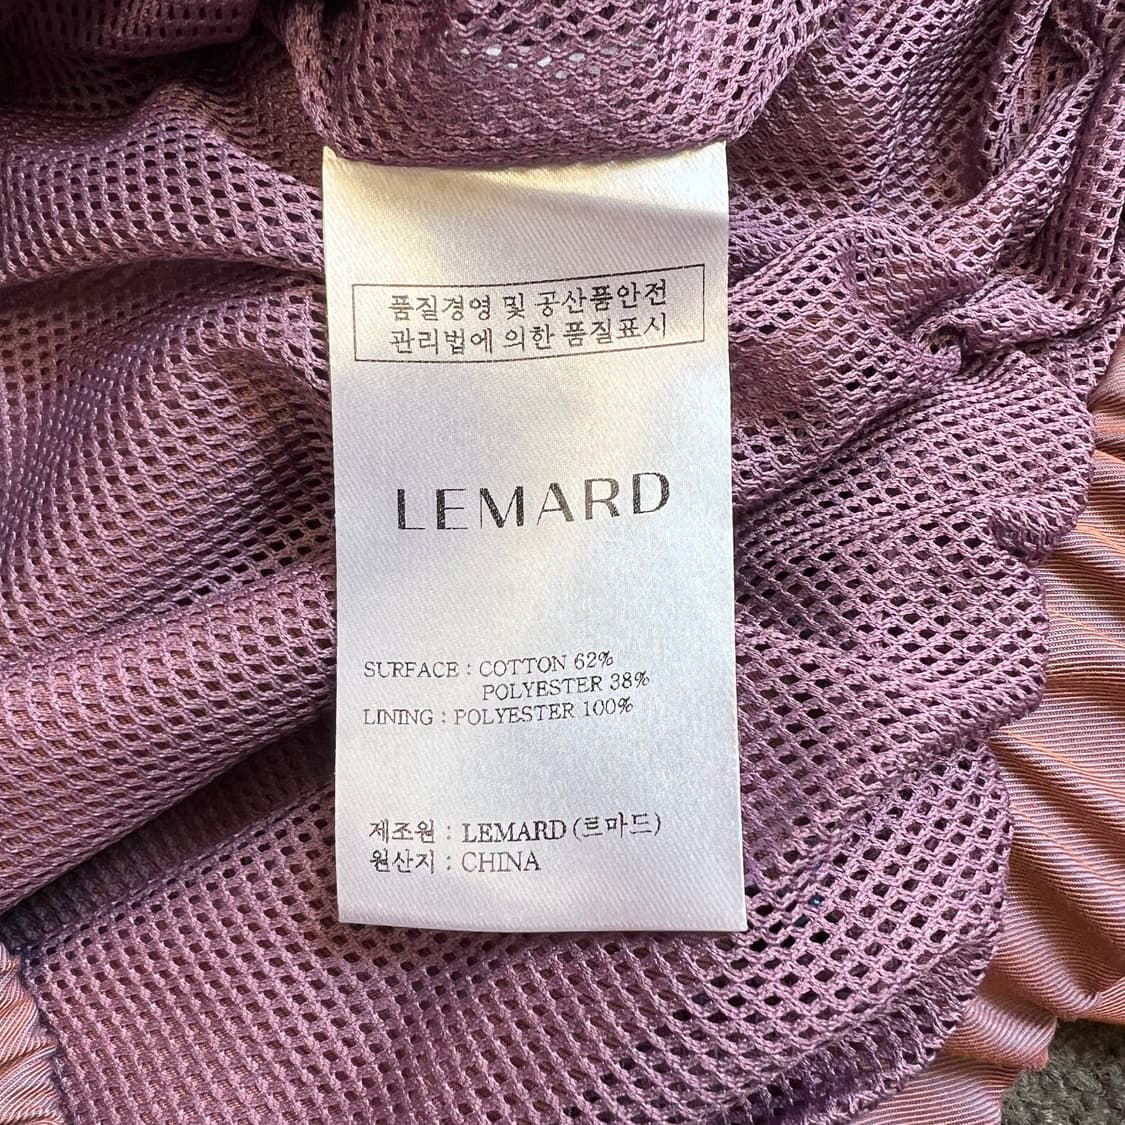 품질경영 및 공산품안전
관리법에 의한 품질표시
LEMARD
SURFACE : COTTON 62%
POLYESTER 38%
LINING : POLYESTER 100%
제조원 : LEMARD (르마드)
원산지 : CHINA